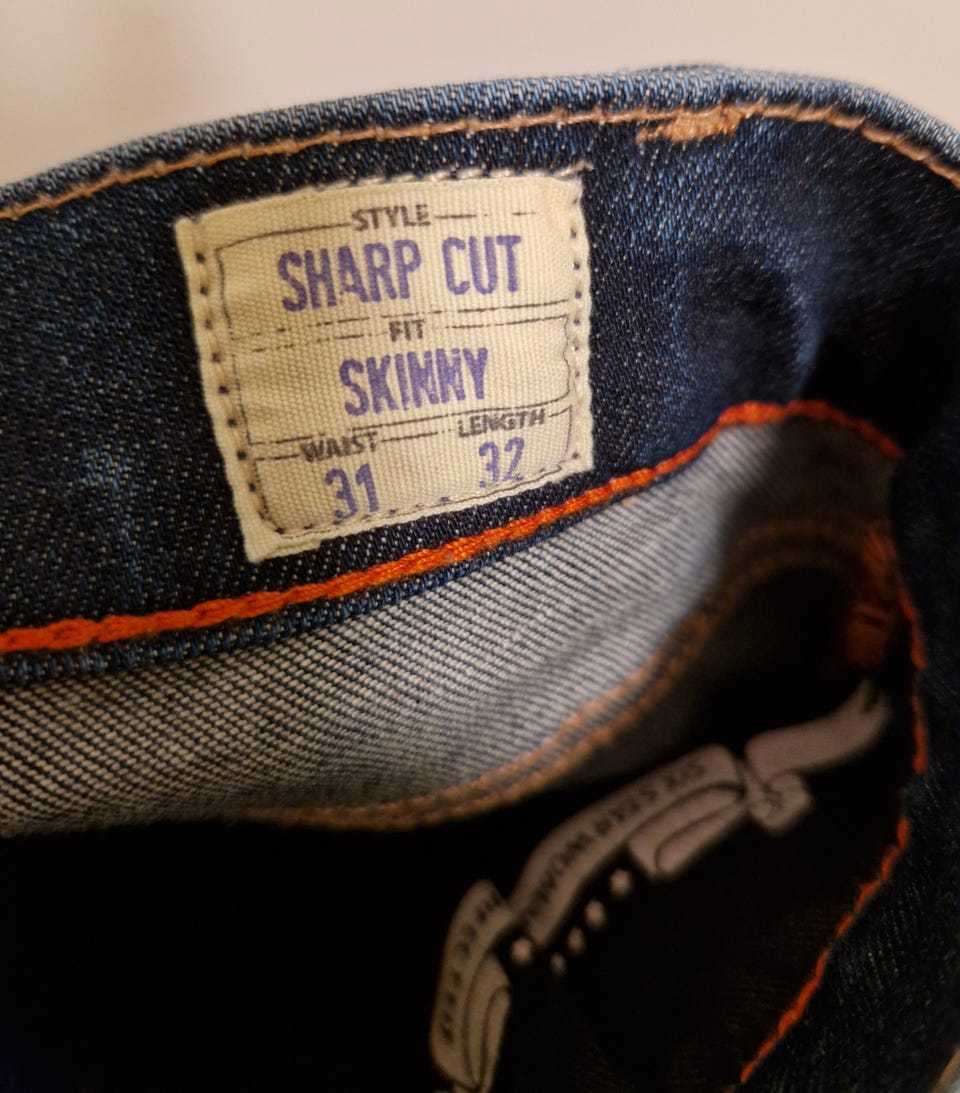 STYLE
SHARP CUT
FIT
SKINNY
WAIST LENGTH
31 32